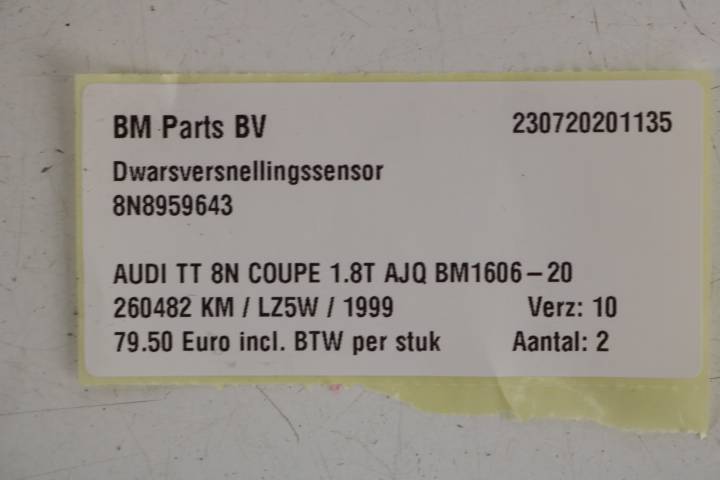 BM Parts BV 230720201135
Dwarsversnellingssensor
8N8959643
AUDI TT 8N COUPE 1.8T AJQ BM1606-20
260482 KM / LZ5W / 1999 Verz: 10
79.50 Euro incl. BTW per stuk Aantal: 2